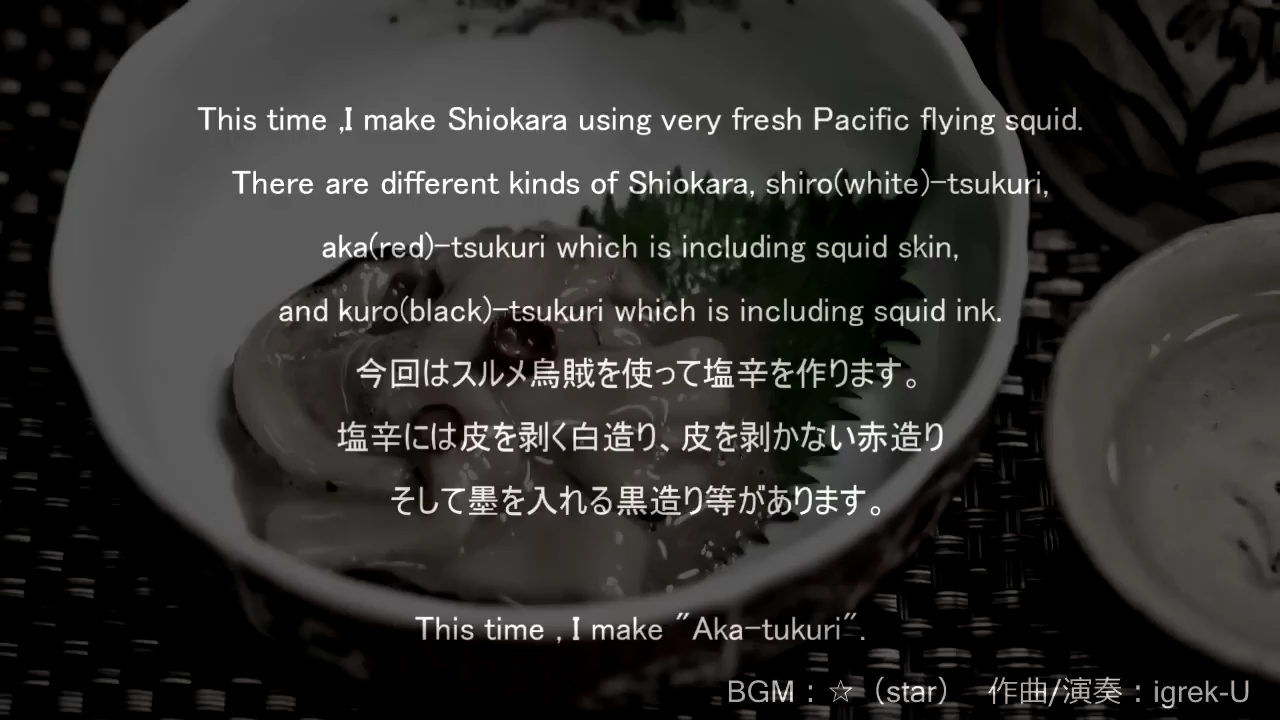 This time ,I make Shiokara using very fresh Pacific flying squid.
There are different kinds of Shiokara, shiro(white)-tsukuri,
aka(red)-tsukuri which is including squid skin,
and kuro(black)-tsukuri which is including squid ink.
今回はスルメ烏賊を使って塩辛を作ります。
塩辛には皮を剥く白造り、皮を剥かない赤造り
そして墨を入れる黒造り等があります。
This time , I make "Aka-tukuri".
BGM：☆（star）　作曲/演奏：igrek-U